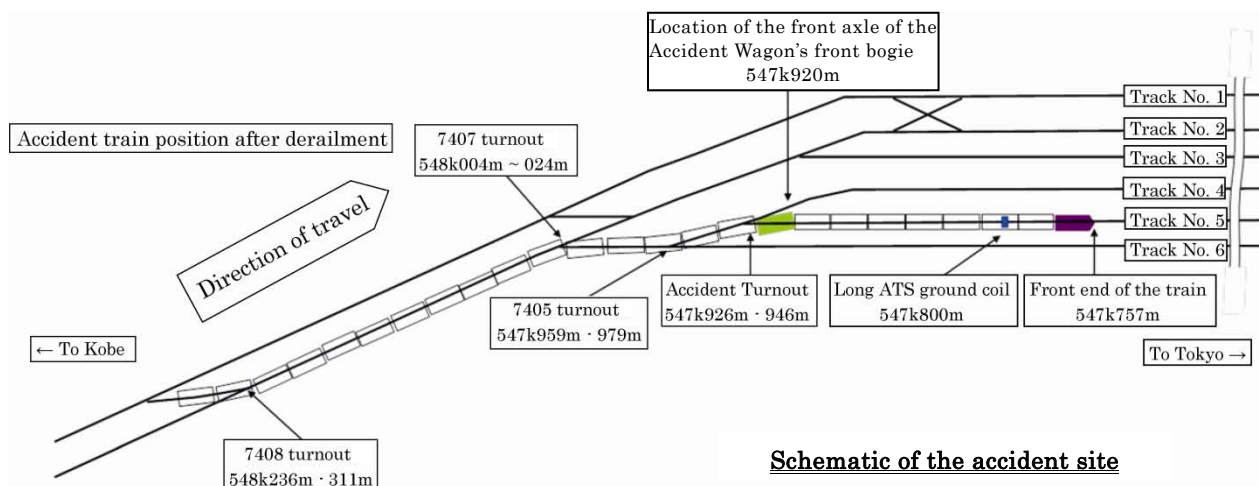 Location of the front axle of the
Accident Wagon's front bogie
547k920m
Track No. 1
Track No. 2
Track No. 3
Track No. 4
Track No. 5
Track No. 6
Accident train position after derailment
7407 turnout
548k004m ~ 024m
Direction of travel
7405 turnout
547k959m - 979m
Accident Turnout
547k926m - 946m
Long ATS ground coil
547k800m
Front end of the train
547k757m
← To Kobe
To Tokyo →
7408 turnout
548k236m - 311m
Schematic of the accident site